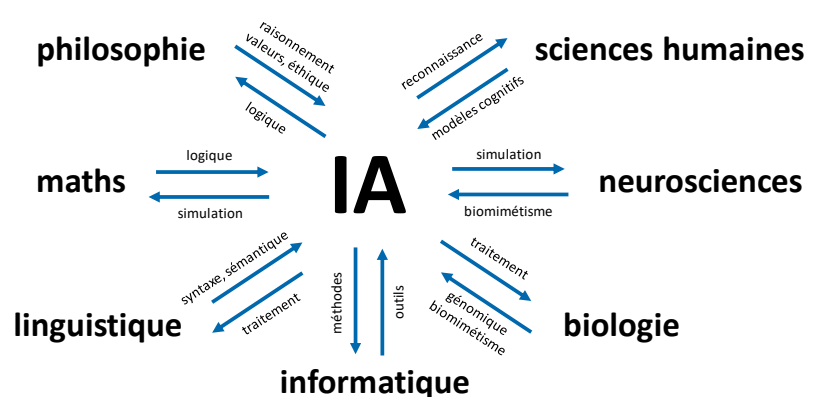 philosophie
raisonnement
valeurs, éthique
logique
reconnaissance
modèles cognitifs
sciences humaines
maths
logique
simulation
IA
simulation
biomimétisme
neurosciences
syntaxe, sémantique
traitement
linguistique
méthodes
outils
traitement
génomique
biomimétisme
biologie
informatique